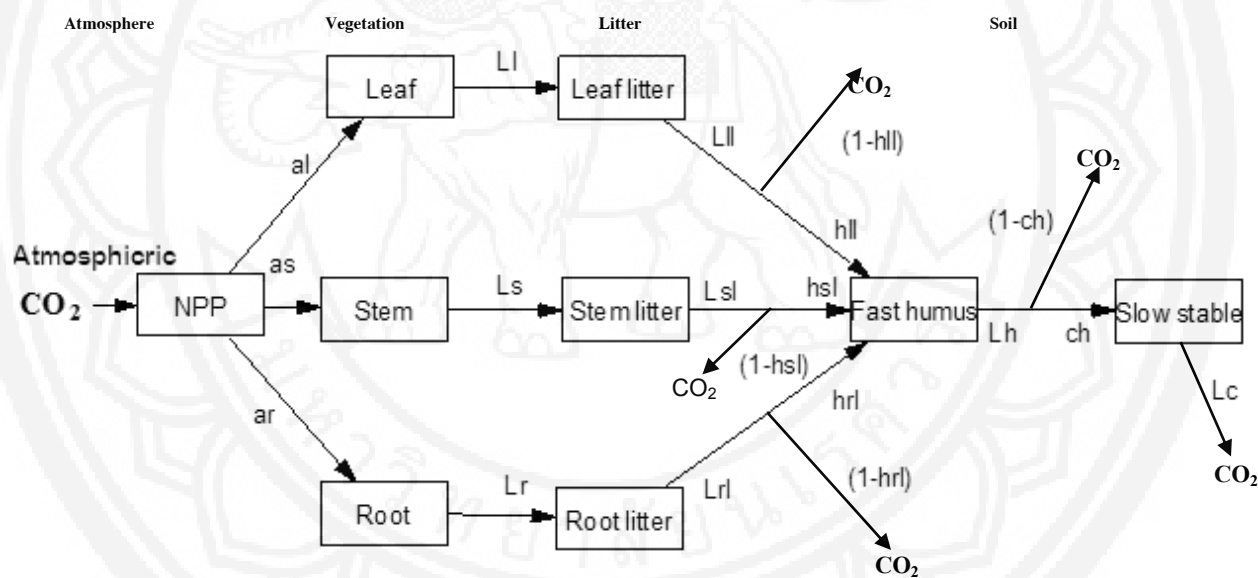 Atmosphere
Vegetation
Litter
Soil
Leaf
Ll
Leaf litter
CO2
Lll
(1-hll)
CO2
al
hll
(1-ch)
Atmosphicric
CO2
NPP
as
Stem
Ls
Stem litter
Lsl
hsl
Fast humus
Lh
ch
Slow stable
(1-hsl)
CO2
hrl
Lc
ar
CO2
Root
Lr
Root litter
Lrl
(1-hrl)
CO2